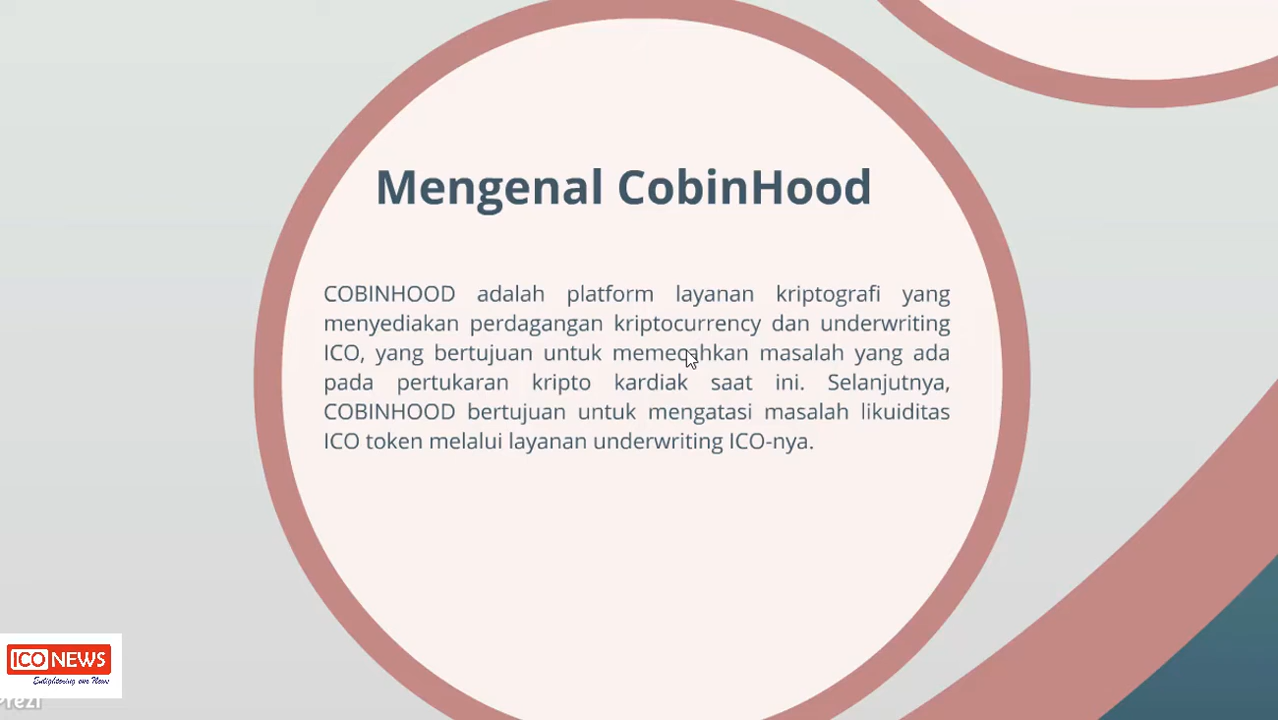 Mengenal CobinHood
COBINHOOD adalah platform layanan kriptografi yang
menyediakan perdagangan kriptocurrency dan underwriting
ICO, yang bertujuan untuk memecahkan masalah yang ada
pada pertukaran kripto kardiak saat ini. Selanjutnya,
COBINHOOD bertujuan untuk mengatasi masalah likuiditas
ICO token melalui layanan underwriting ICO-nya.
ICO NEWS
Enlightering our News
Prezi